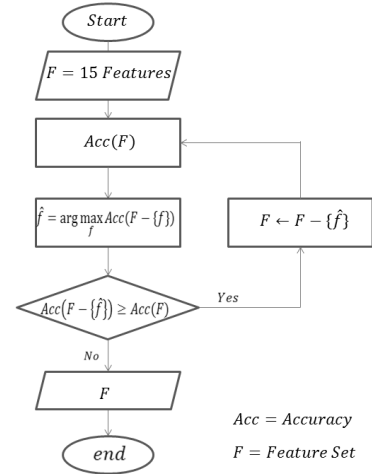 Start
F = 15 Features
Acc(F)
f̂ = arg max Acc(F − {f})
f
F ← F − {f̂}
Acc(F − {f̂}) ≥ Acc(F)
Yes
No
F
Acc = Accuracy
end
F = Feature Set